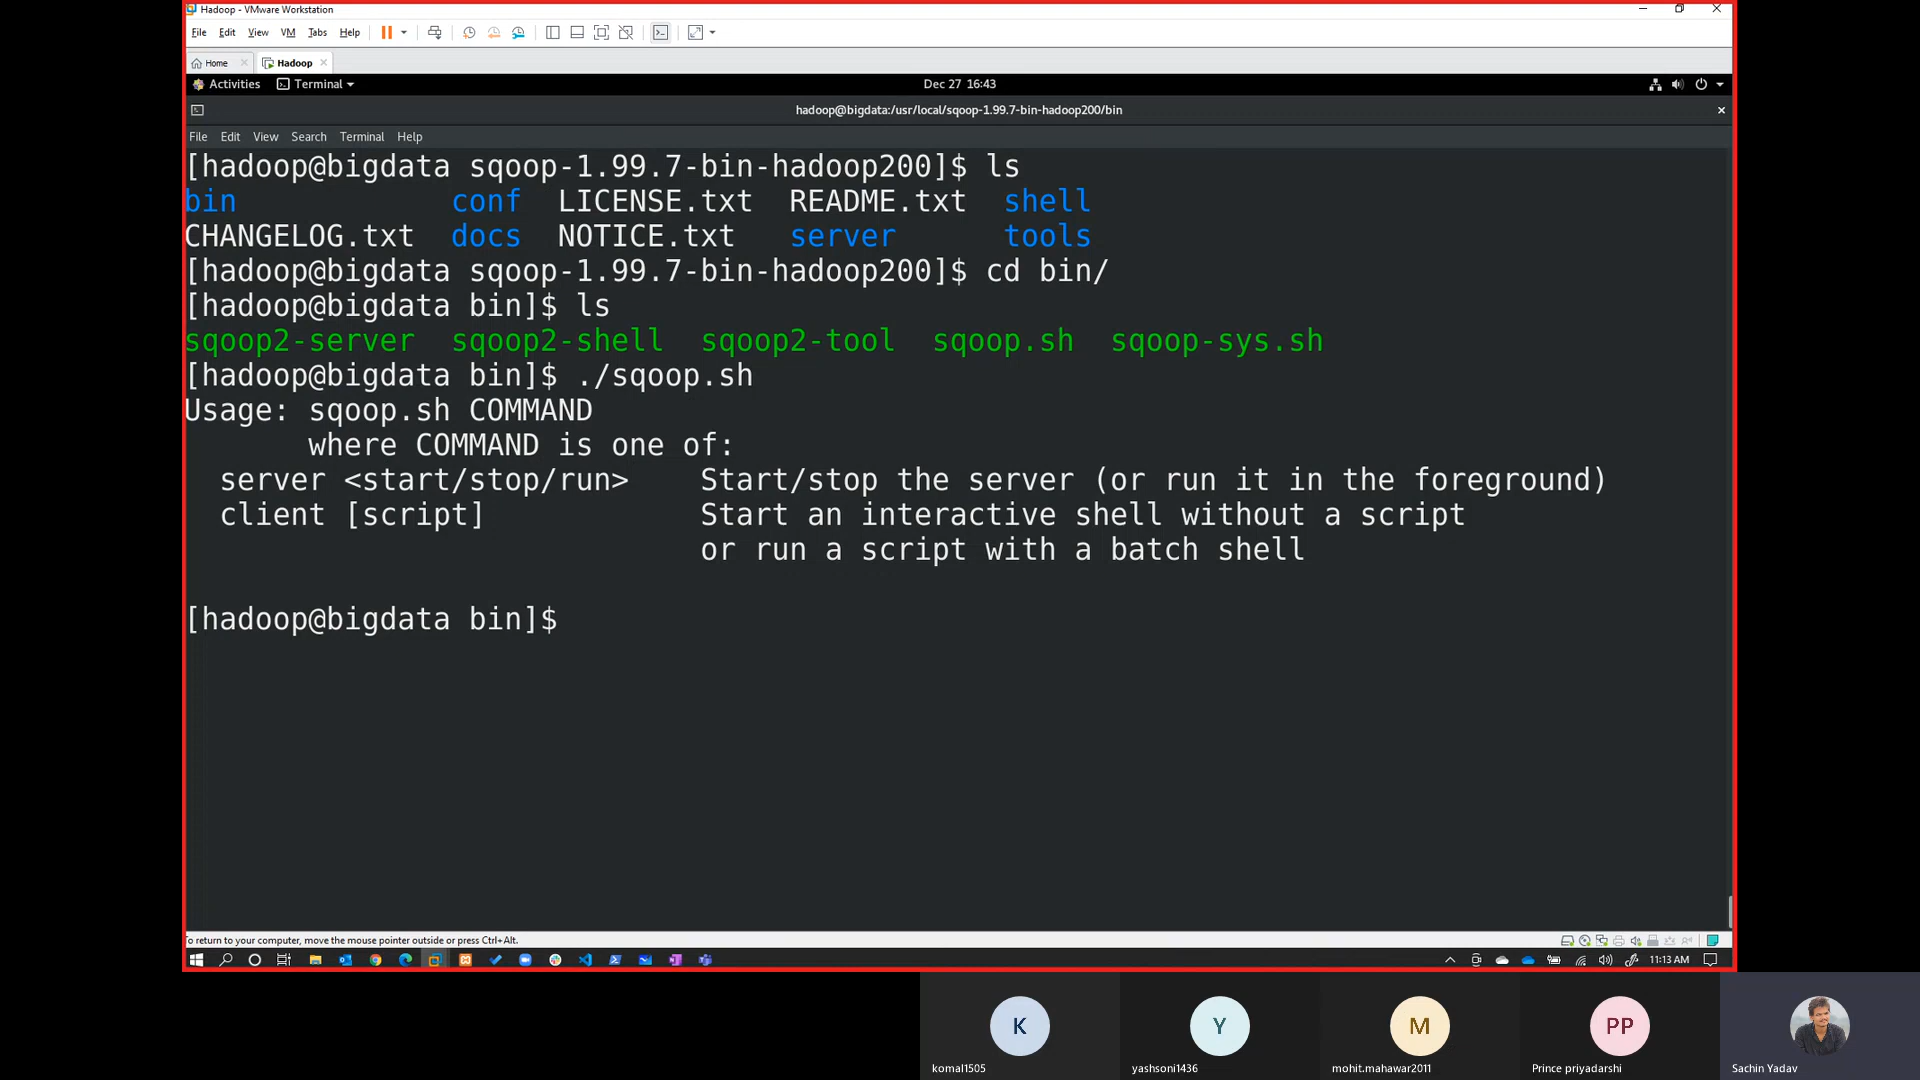 Hadoop - VMware Workstation
File Edit View VM Tabs Help
Home Hadoop
Activities Terminal Dec 27 16:43
hadoop@bigdata:/usr/local/sqoop-1.99.7-bin-hadoop200/bin
File Edit View Search Terminal Help
[hadoop@bigdata sqoop-1.99.7-bin-hadoop200]$ ls
bin conf LICENSE.txt README.txt shell
CHANGELOG.txt docs NOTICE.txt server tools
[hadoop@bigdata sqoop-1.99.7-bin-hadoop200]$ cd bin/
[hadoop@bigdata bin]$ ls
sqoop2-server sqoop2-shell sqoop2-tool sqoop.sh sqoop-sys.sh
[hadoop@bigdata bin]$ ./sqoop.sh
Usage: sqoop.sh COMMAND
where COMMAND is one of:
server <start/stop/run> Start/stop the server (or run it in the foreground)
client [script] Start an interactive shell without a script
or run a script with a batch shell
[hadoop@bigdata bin]$
To return to your computer, move the mouse pointer outside or press Ctrl+Alt.
11:13 AM
K Y M PP
komal1505 yashsoni1436 mohit.mahawar2011 Prince priyadarshi Sachin Yadav